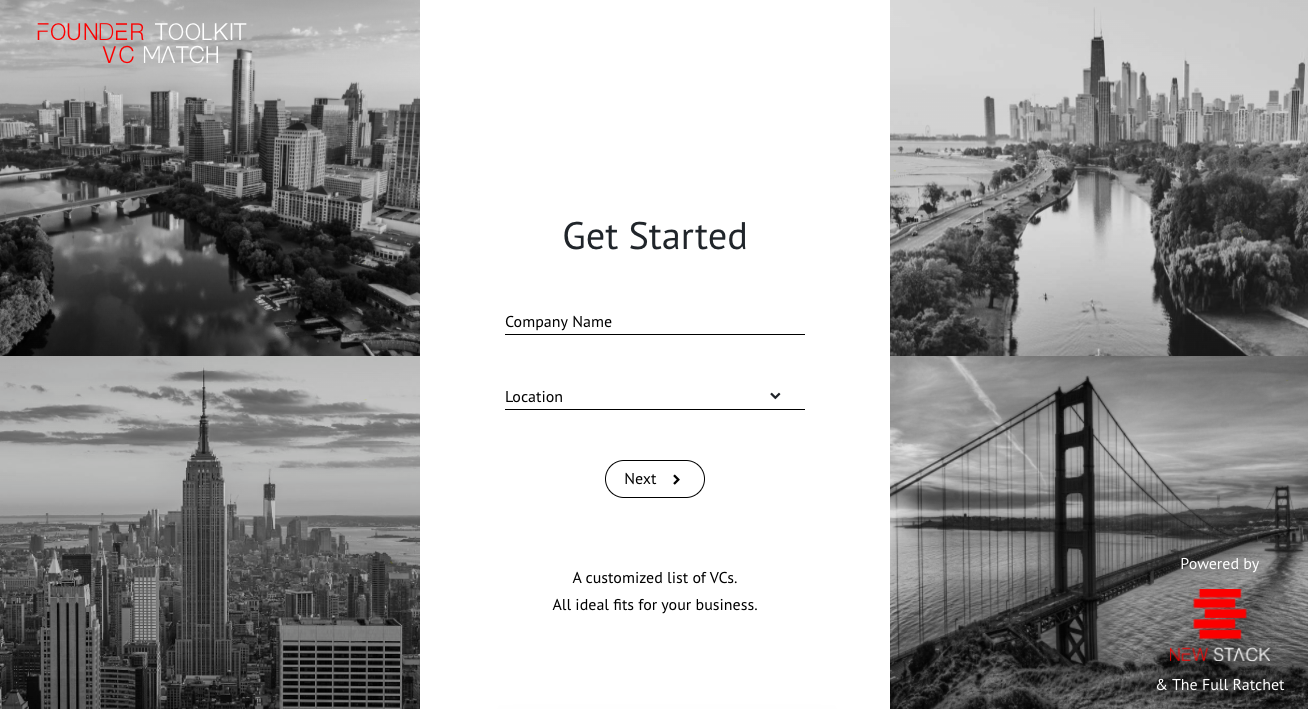 FOUNDER TOOLKIT
VC MATCH
Get Started
Company Name
Location
Next
A customized list of VCs.
All ideal fits for your business.
Powered by
NEW STACK
& The Full Ratchet